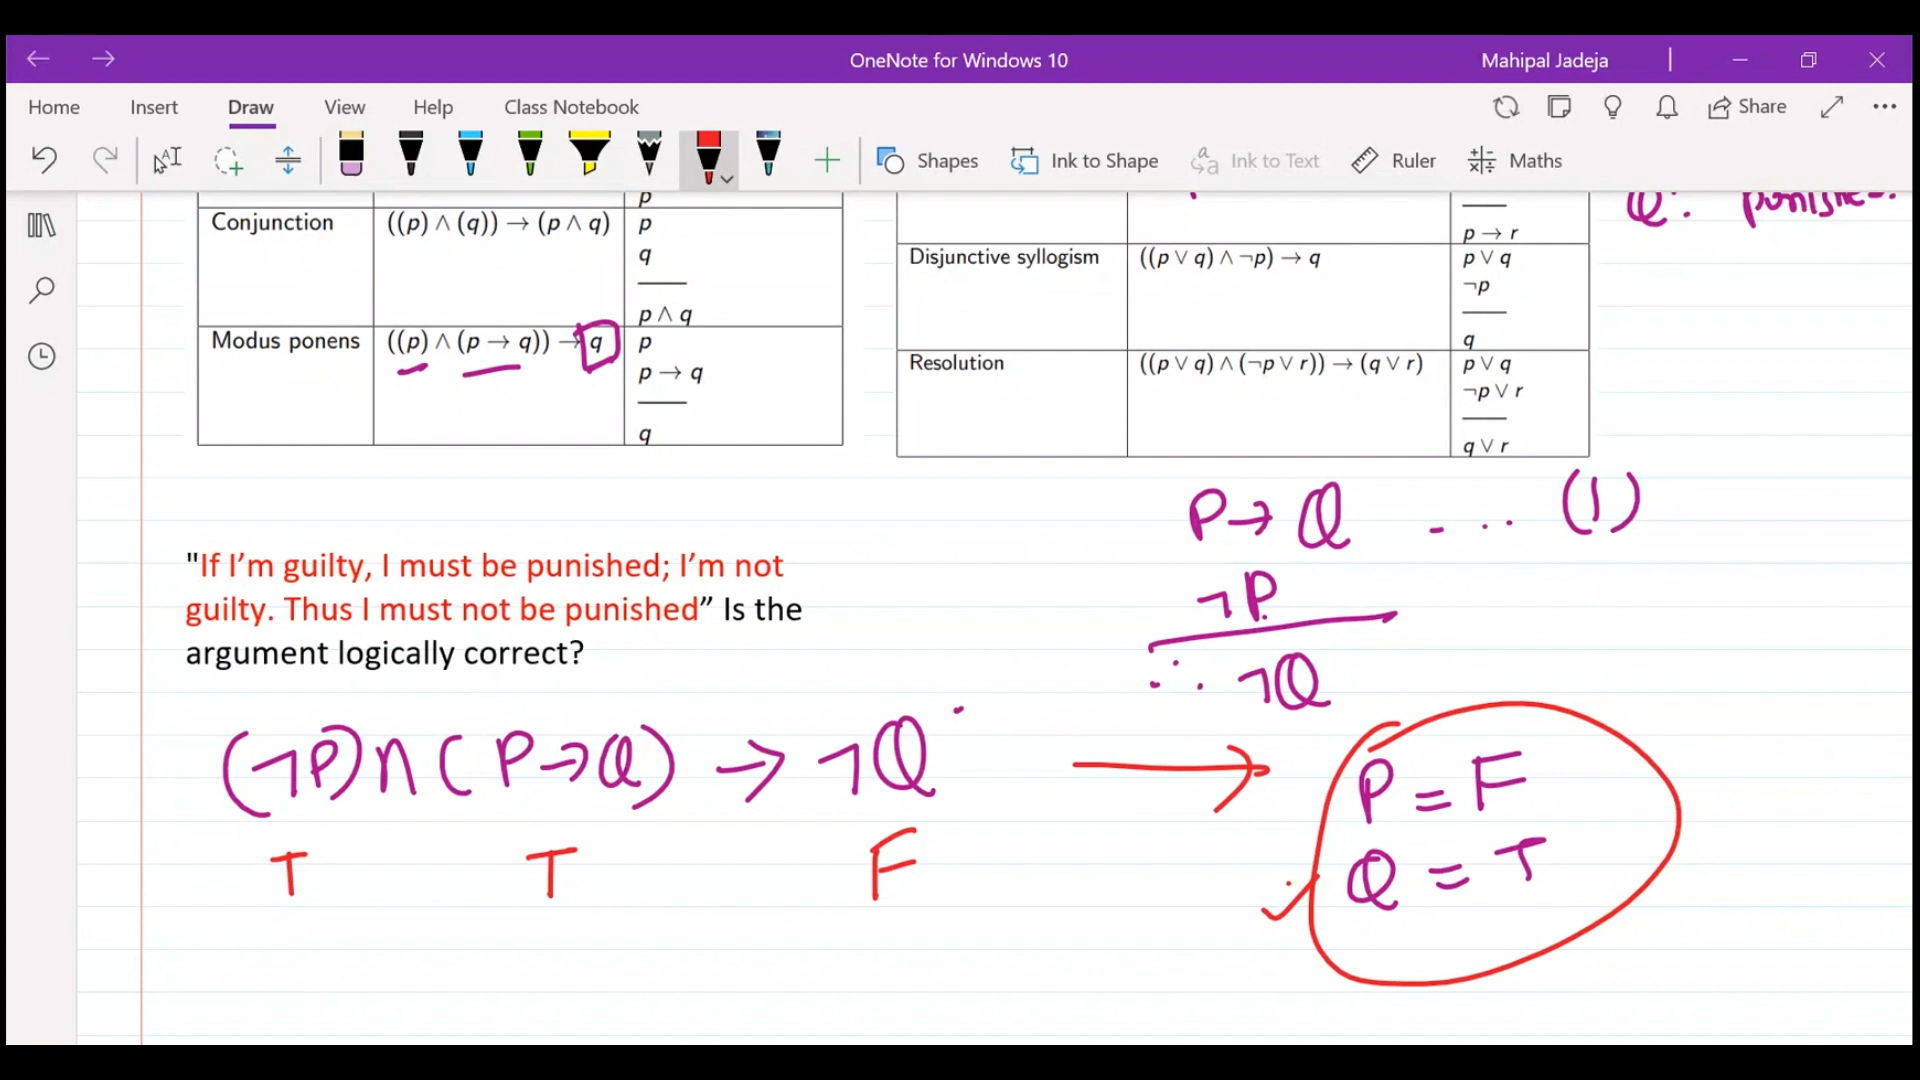 OneNote for Windows 10
Mahipal Jadeja
Home Insert Draw View Help Class Notebook
Share
Shapes Ink to Shape Ink to Text Ruler Maths
p
Conjunction ((p) ∧ (q)) → (p ∧ q) p
q
p ∧ q
Modus ponens ((p) ∧ (p → q)) → q p
p → q
q
p → r
Disjunctive syllogism ((p ∨ q) ∧ ¬p) → q p ∨ q
¬p
q
Resolution ((p ∨ q) ∧ (¬p ∨ r)) → (q ∨ r) p ∨ q
¬p ∨ r
q ∨ r
Q: punished.
P → Q - ... (1)
¬P
∴ ¬Q
"If I’m guilty, I must be punished; I’m not
guilty. Thus I must not be punished” Is the
argument logically correct?
(¬P) ∧ (P → Q) → ¬Q
T T F
P = F
Q = T